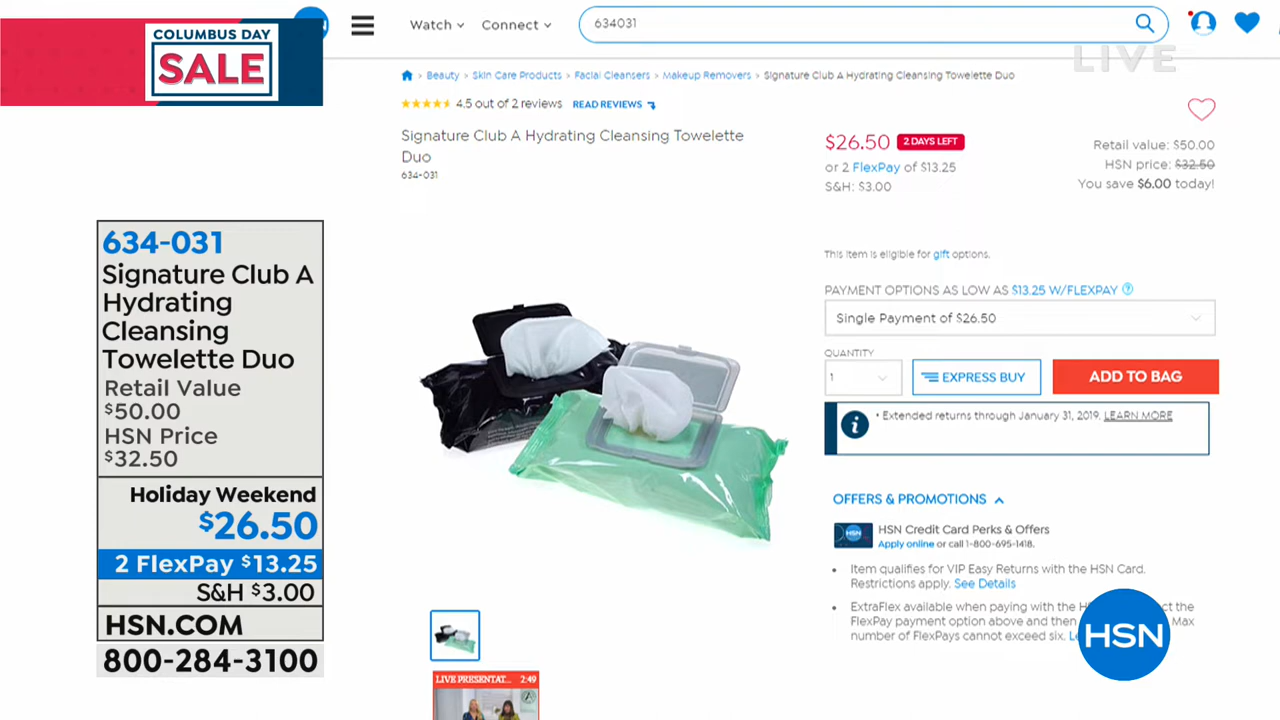 COLUMBUS DAY
SALE
Watch
Connect
634031
LIVE
Beauty > Skin Care Products > Facial Cleansers > Makeup Removers > Signature Club A Hydrating Cleansing Towelette Duo
4.5 out of 2 reviews READ REVIEWS
Signature Club A Hydrating Cleansing Towelette
Duo
634-031
$26.50 2 DAYS LEFT
or 2 FlexPay of $13.25
S&H: $3.00
Retail value: $50.00
HSN price: $32.50
You save $6.00 today!
This item is eligible for gift options.
PAYMENT OPTIONS AS LOW AS $13.25 W/FLEXPAY
Single Payment of $26.50
QUANTITY
1
EXPRESS BUY
ADD TO BAG
• Extended returns through January 31, 2019. LEARN MORE
OFFERS & PROMOTIONS
HSN Credit Card Perks & Offers
Apply online or call 1-800-695-1418.
• Item qualifies for VIP Easy Returns with the HSN Card.
Restrictions apply. See Details
• ExtraFlex available when paying with the ct the
FlexPay payment option above and then Max
number of FlexPays cannot exceed six.
HSN
634-031
Signature Club A
Hydrating
Cleansing
Towelette Duo
Retail Value
$50.00
HSN Price
$32.50
Holiday Weekend
$26.50
2 FlexPay $13.25
S&H $3.00
HSN.COM
800-284-3100
LIVE PRESENTAT... 2:49